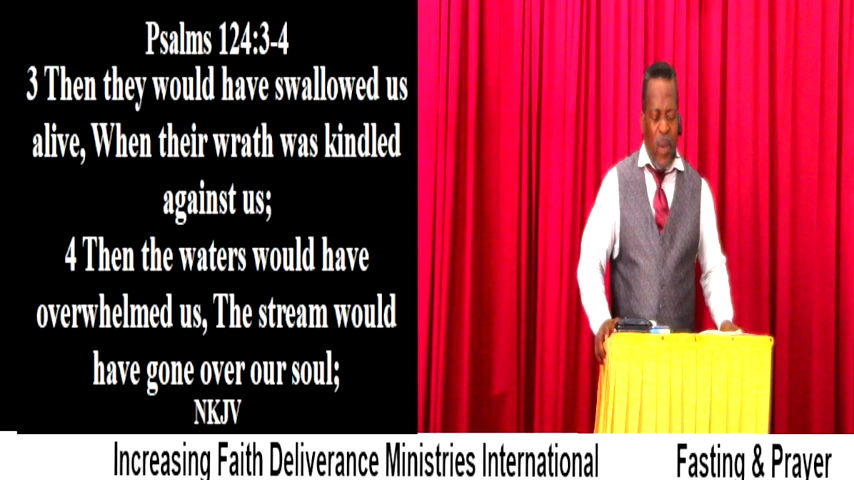 Psalms 124:3-4
3 Then they would have swallowed us
alive, When their wrath was kindled
against us;
4 Then the waters would have
overwhelmed us, The stream would
have gone over our soul;
NKJV
Increasing Faith Deliverance Ministries International
Fasting & Prayer